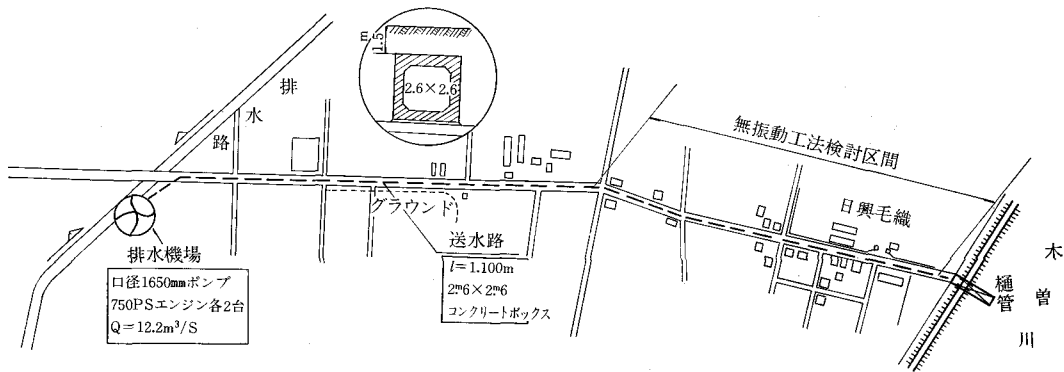 m
1.5
2.6×2.6
排水路
無振動工法検討区間
日興毛織
グラウンド
送水路
l=1.100m
2ᵐ6×2ᵐ6
コンクリートボックス
排水機場
口径1650mmポンプ
750PSエンジン各2台
Q=12.2m³/S
樋管
木曽川